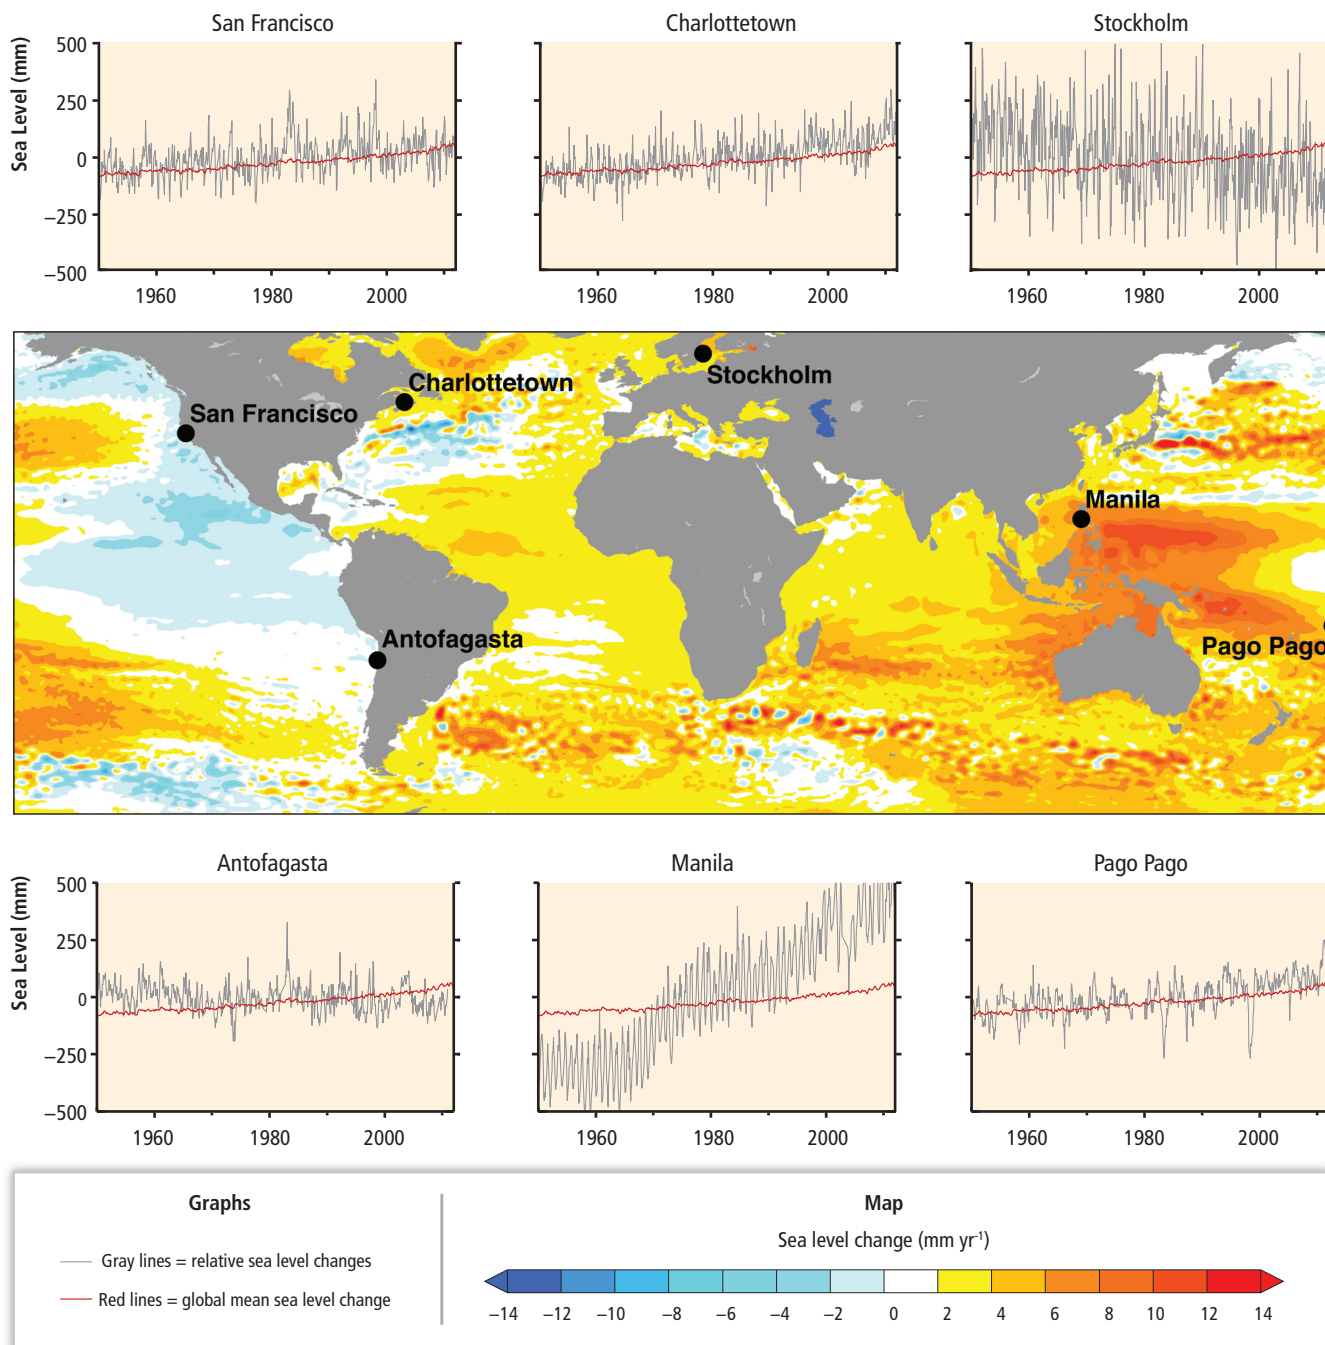 San Francisco
Charlottetown
Stockholm
Sea Level (mm)
500
250
0
−250
−500
1960
1980
2000
1960
1980
2000
1960
1980
2000
Charlottetown
Stockholm
San Francisco
Manila
Antofagasta
Pago Pago
Antofagasta
Manila
Pago Pago
Sea Level (mm)
500
250
0
−250
−500
1960
1980
2000
1960
1980
2000
1960
1980
2000
Graphs
Gray lines = relative sea level changes
Red lines = global mean sea level change
Map
Sea level change (mm yr⁻¹)
−14 −12 −10 −8 −6 −4 −2 0 2 4 6 8 10 12 14